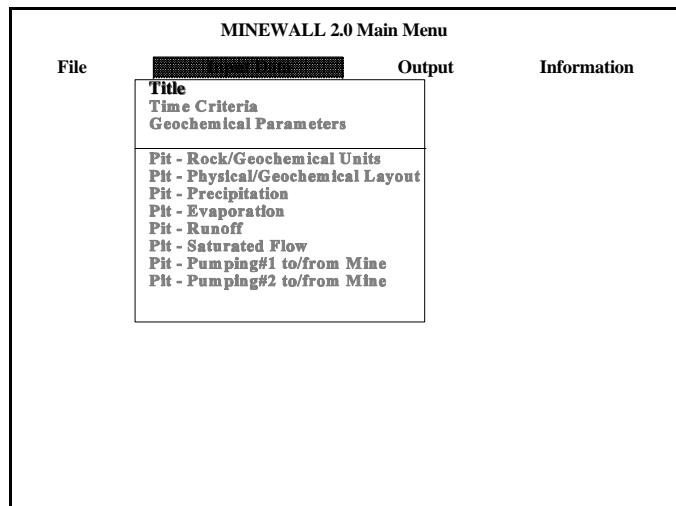 MINEWALL 2.0 Main Menu
File Input Data Output Information
Title
Time Criteria
Geochemical Parameters
Pit - Rock/Geochemical Units
Pit - Physical/Geochemical Layout
Pit - Precipitation
Pit - Evaporation
Pit - Runoff
Pit - Saturated Flow
Pit - Pumping#1 to/from Mine
Pit - Pumping#2 to/from Mine